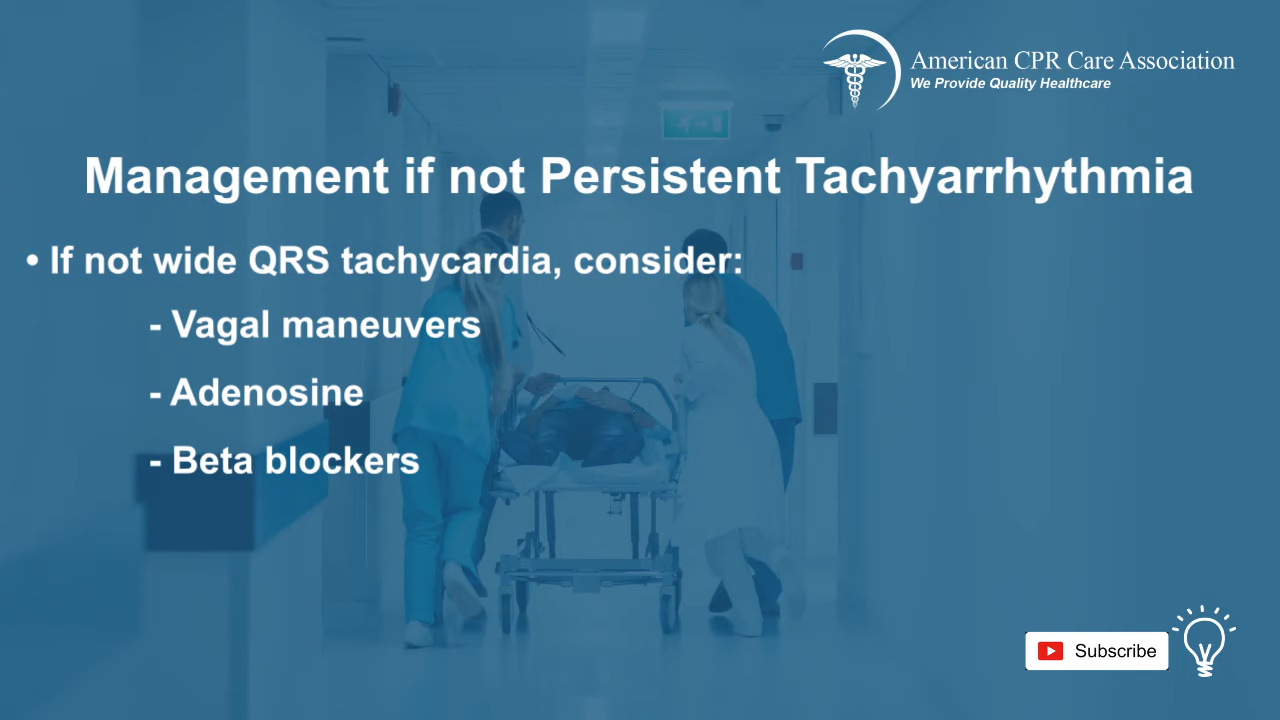 American CPR Care Association
We Provide Quality Healthcare
Management if not Persistent Tachyarrhythmia
• If not wide QRS tachycardia, consider:
- Vagal maneuvers
- Adenosine
- Beta blockers
Subscribe